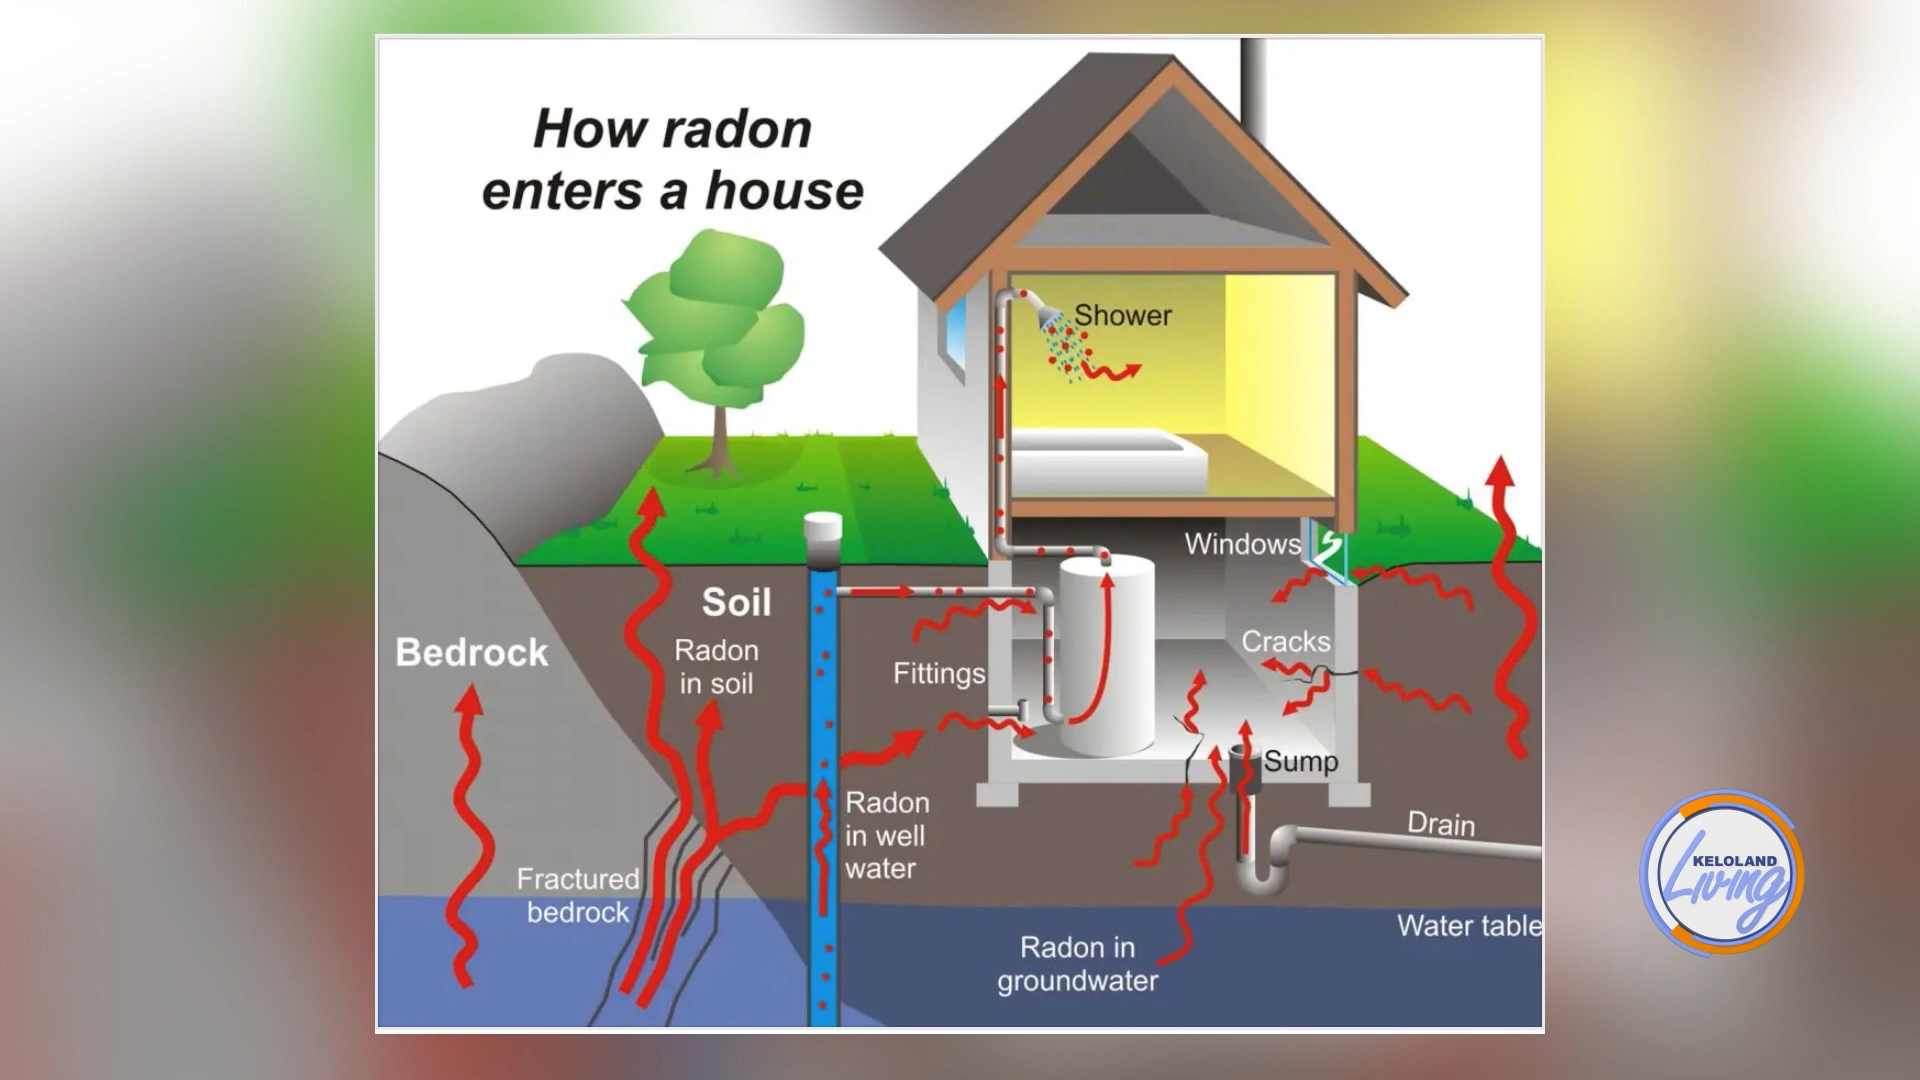 How radon
enters a house
Shower
Windows
Soil
Bedrock
Radon
in soil
Fittings
Cracks
Sump
Radon
in well
water
Drain
Fractured
bedrock
Water table
Radon in
groundwater
KELOLAND
Living